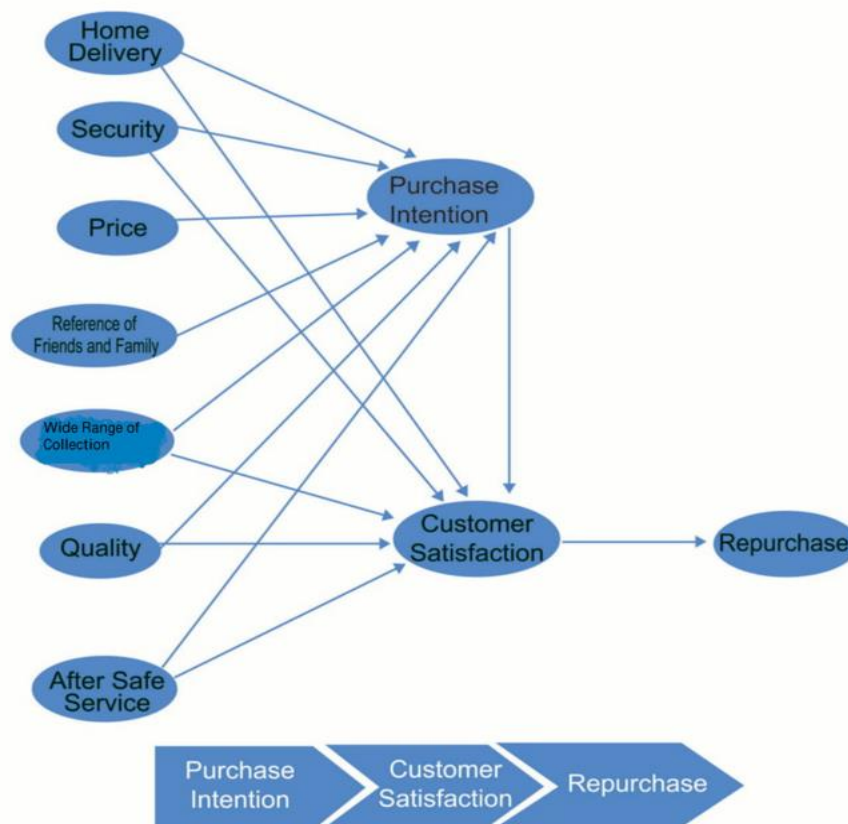 Home
Delivery
Security
Price
Purchase
Intention
Reference of
Friends and Family
Wide Range of
Collection
Quality
Customer
Satisfaction
Repurchase
After Safe
Service
Purchase
Intention
Customer
Satisfaction
Repurchase